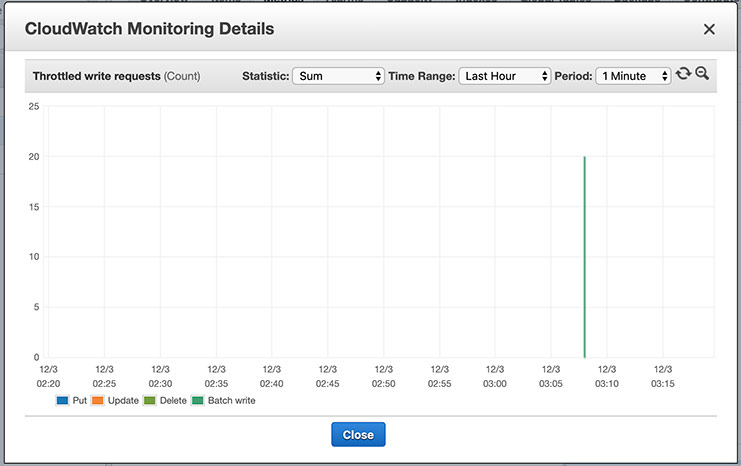 CloudWatch Monitoring Details
Throttled write requests (Count) Statistic: Sum Time Range: Last Hour Period: 1 Minute
25
20
15
10
5
0
12/3 12/3 12/3 12/3 12/3 12/3 12/3 12/3 12/3 12/3 12/3 12/3
02:20 02:25 02:30 02:35 02:40 02:45 02:50 02:55 03:00 03:05 03:10 03:15
Put Update Delete Batch write
Close